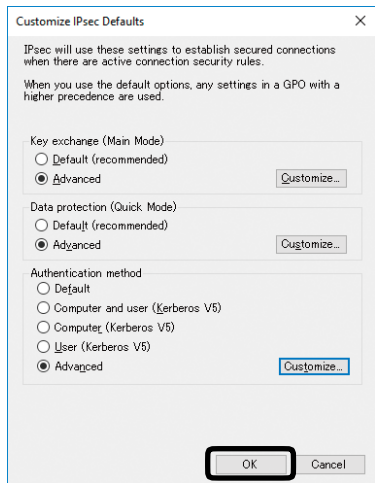 Customize IPsec Defaults
IPsec will use these settings to establish secured connections
when there are active connection security rules.
When you use the default options, any settings in a GPO with a
higher precedence are used.
Key exchange (Main Mode)
Default (recommended)
Advanced
Customize...
Data protection (Quick Mode)
Default (recommended)
Advanced
Customize...
Authentication method
Default
Computer and user (Kerberos V5)
Computer (Kerberos V5)
User (Kerberos V5)
Advanced
Customize...
OK
Cancel